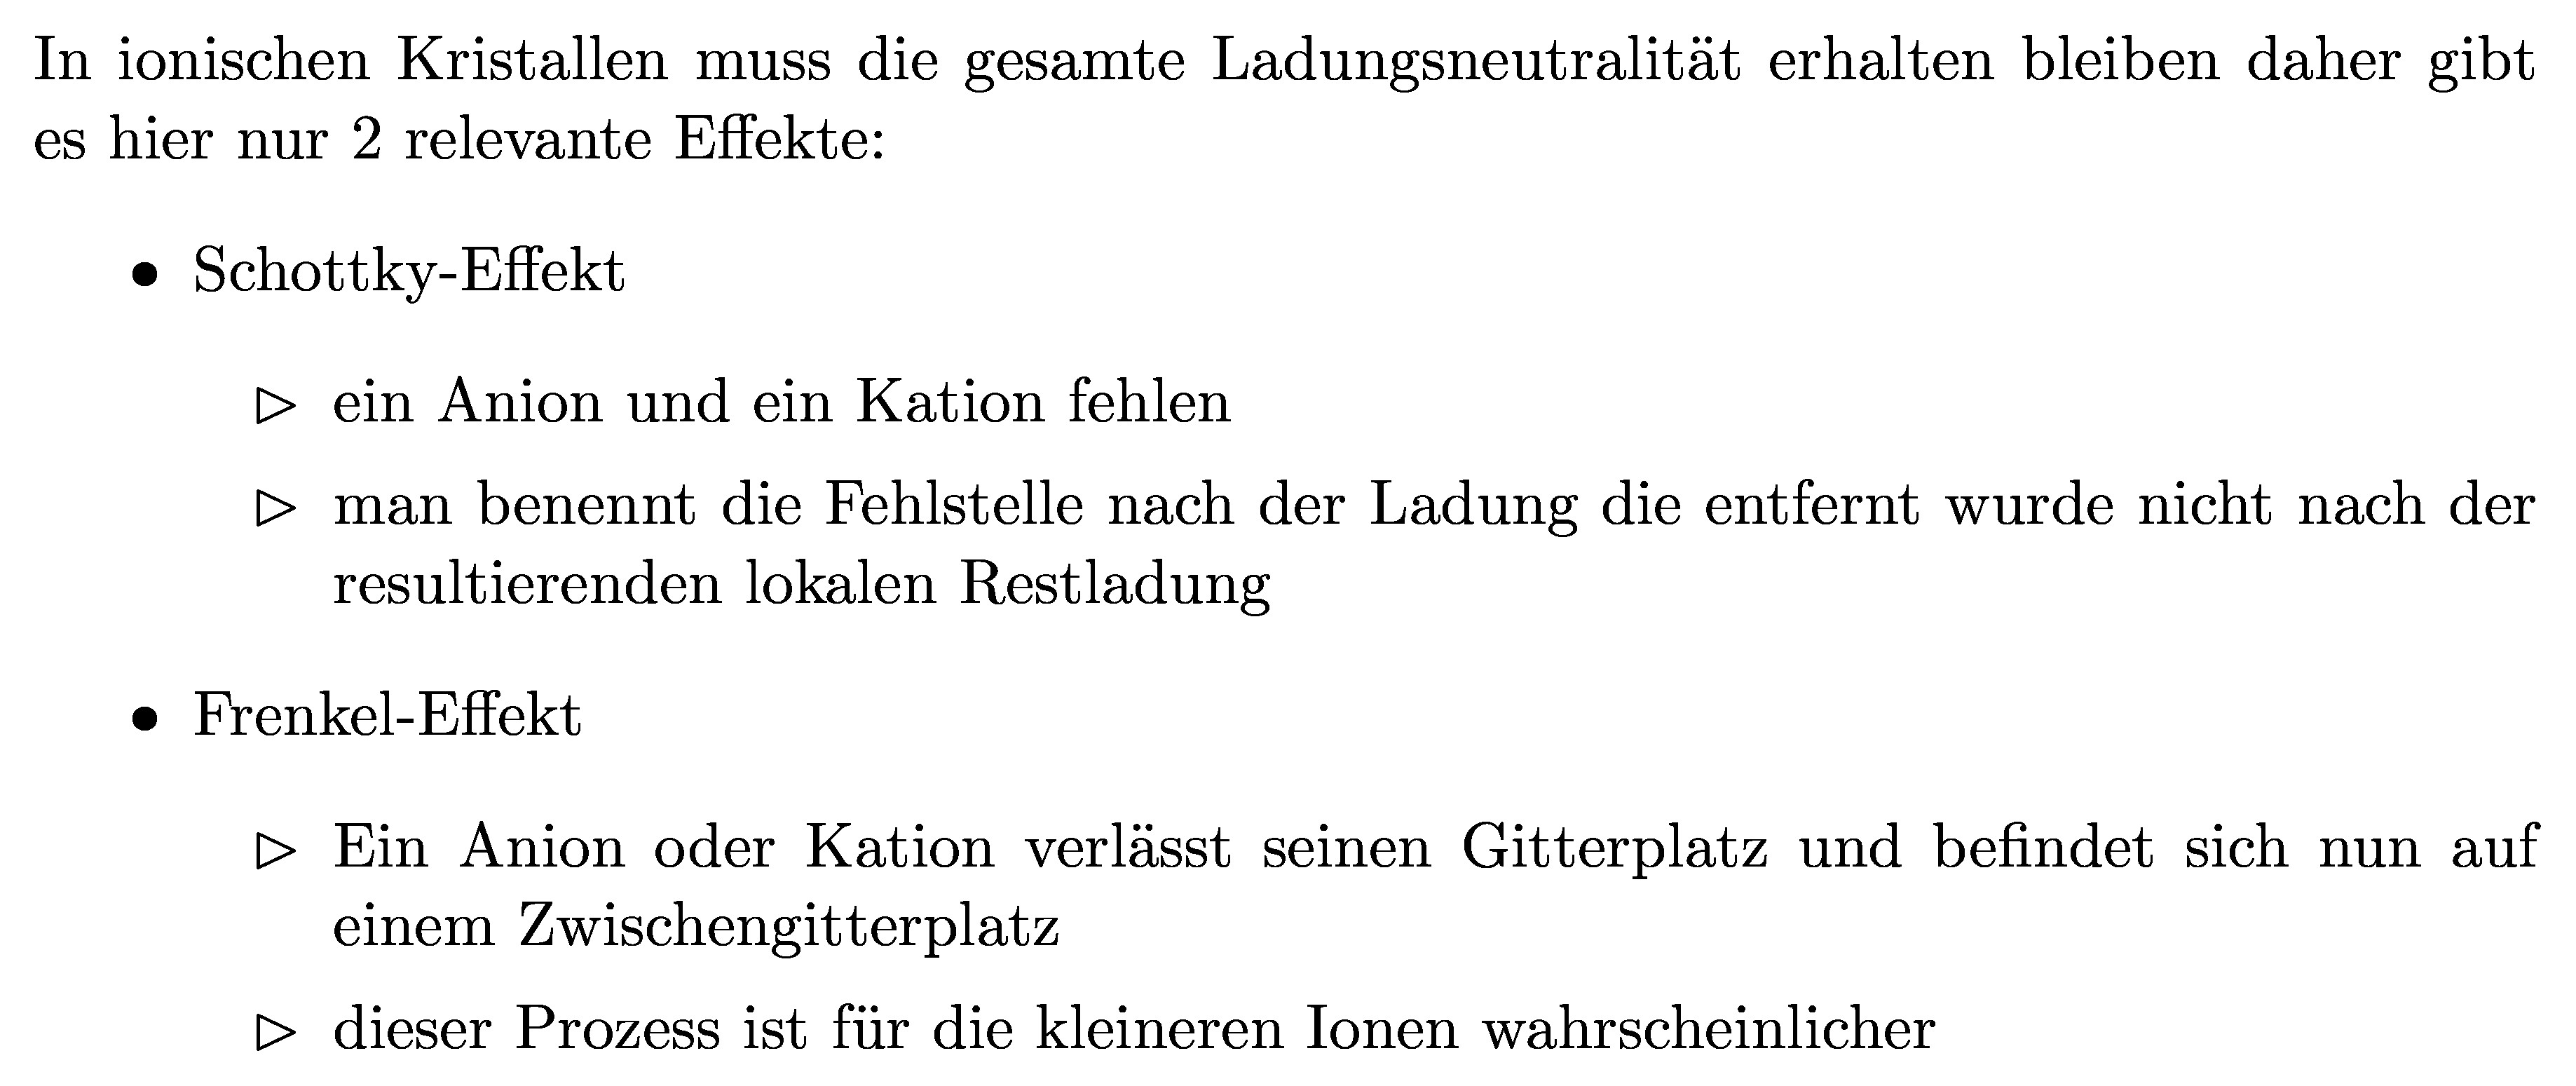 In ionischen Kristallen muss die gesamte Ladungsneutralität erhalten bleiben daher gibt
es hier nur 2 relevante Effekte:
• Schottky-Effekt
▷ ein Anion und ein Kation fehlen
▷ man benennt die Fehlstelle nach der Ladung die entfernt wurde nicht nach der
resultierenden lokalen Restladung
• Frenkel-Effekt
▷ Ein Anion oder Kation verlässt seinen Gitterplatz und befindet sich nun auf
einem Zwischengitterplatz
▷ dieser Prozess ist für die kleineren Ionen wahrscheinlicher